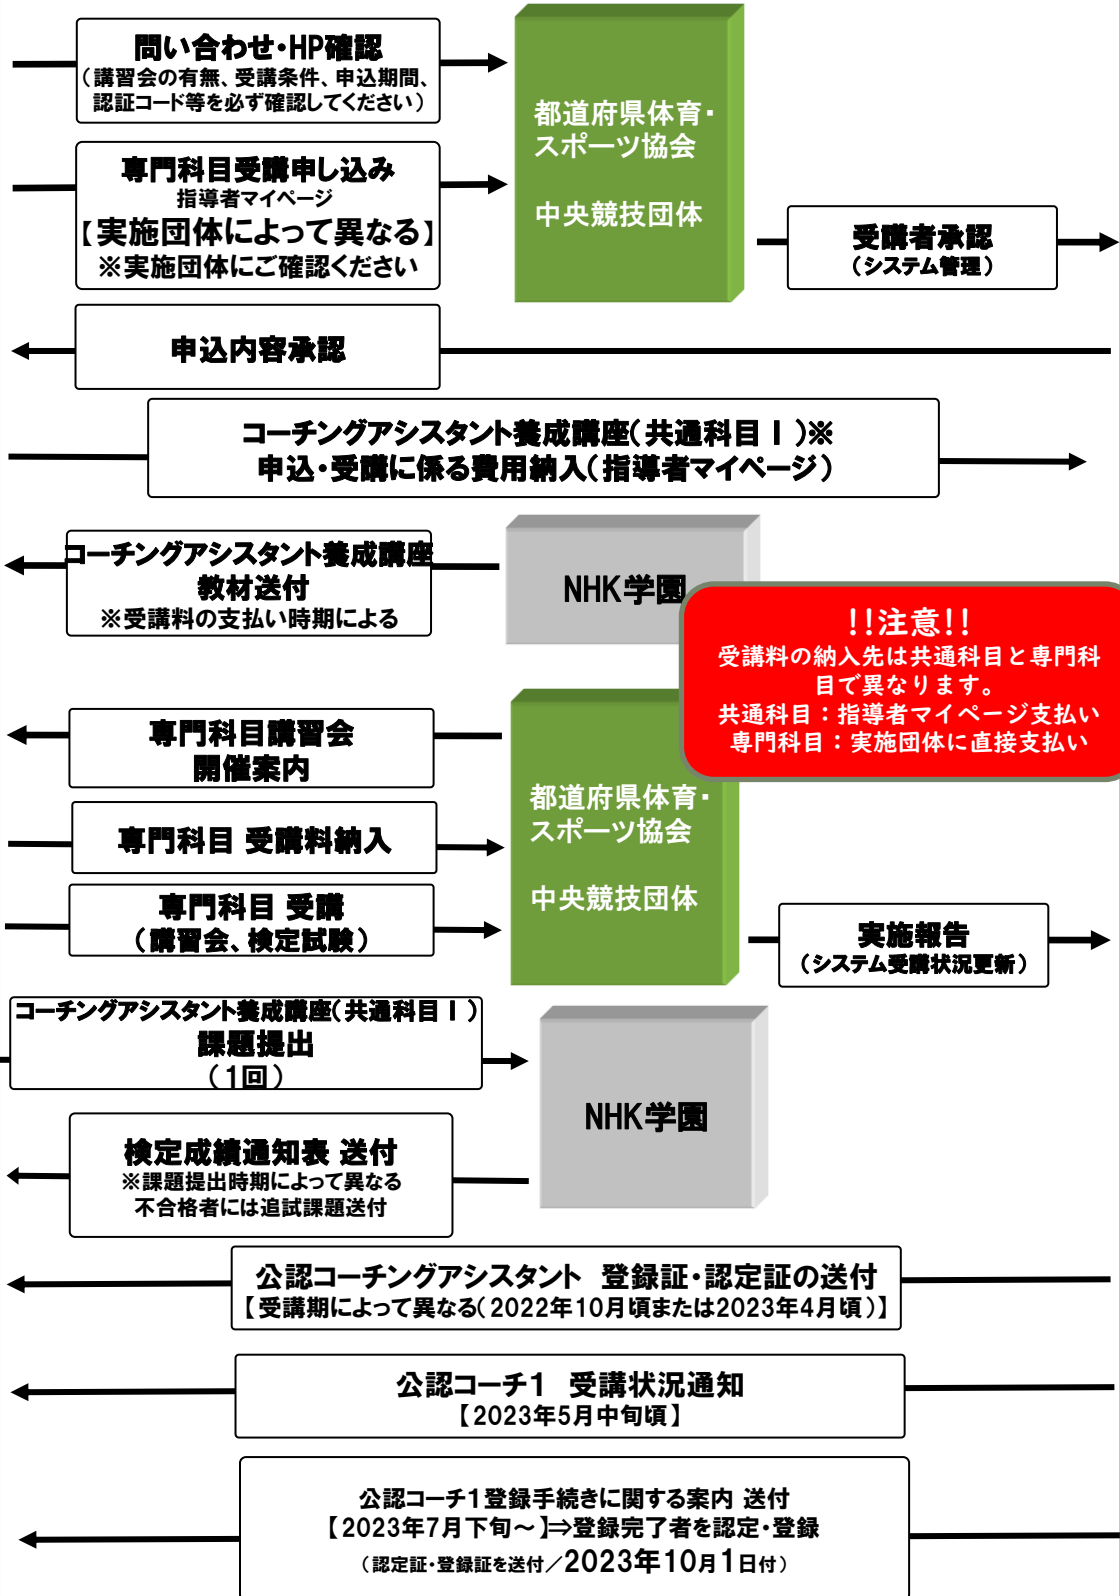 問い合わせ・HP確認
（講習会の有無、受講条件、申込期間、
認証コード等を必ず確認してください）
都道府県体育・
スポーツ協会
中央競技団体
専門科目受講申し込み
指導者マイページ
【実施団体によって異なる】
※実施団体にご確認ください
受講者承認
（システム管理）
申込内容承認
コーチングアシスタント養成講座（共通科目Ⅰ）※
申込・受講に係る費用納入（指導者マイページ）
コーチングアシスタント養成講座
教材送付
※受講料の支払い時期による
NHK学園
!!注意!!
受講料の納入先は共通科目と専門科
目で異なります。
共通科目：指導者マイページ支払い
専門科目：実施団体に直接支払い
専門科目講習会
開催案内
都道府県体育・
スポーツ協会
中央競技団体
専門科目 受講料納入
専門科目 受講
（講習会、検定試験）
実施報告
（システム受講状況更新）
コーチングアシスタント養成講座（共通科目Ⅰ）
課題提出
（1回）
NHK学園
検定成績通知表 送付
※課題提出時期によって異なる
不合格者には追試課題送付
公認コーチングアシスタント　登録証・認定証の送付
【受講期によって異なる（2022年10月頃または2023年4月頃）】
公認コーチ1　受講状況通知
【2023年5月中旬頃】
公認コーチ1登録手続きに関する案内 送付
【2023年7月下旬～】⇒登録完了者を認定・登録
（認定証・登録証を送付／2023年10月1日付）